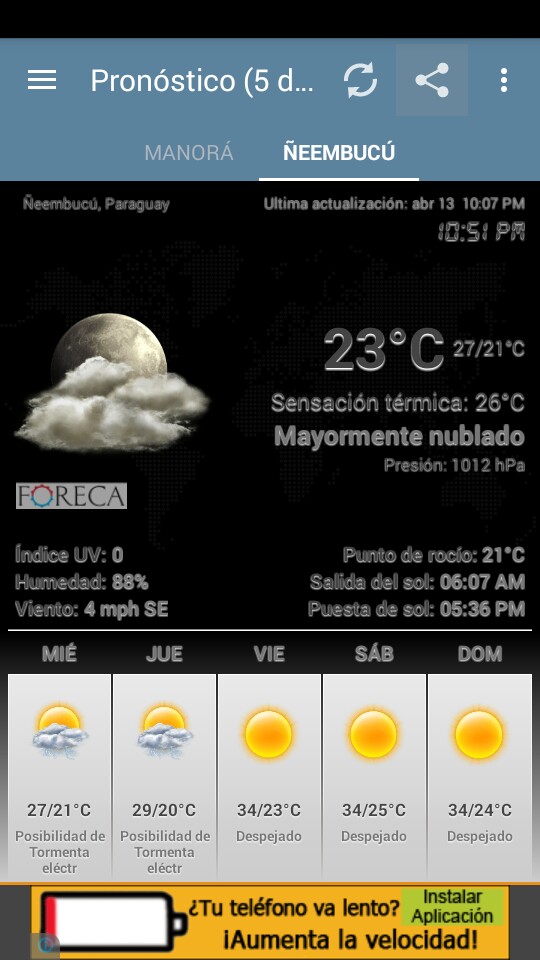 Pronóstico (5 d...
MANORÁ ÑEEMBUCÚ
Ñeembucú, Paraguay
Ultima actualización: abr 13 10:07 PM
10:51 PM
23°C 27/21°C
Sensación térmica: 26°C
Mayormente nublado
Presión: 1012 hPa
FORECA
Índice UV: 0
Humedad: 88%
Viento: 4 mph SE
Punto de rocío: 21°C
Salida del sol: 06:07 AM
Puesta de sol: 05:36 PM
MIÉ JUE VIE SÁB DOM
27/21°C 29/20°C 34/23°C 34/25°C 34/24°C
Posibilidad de
Tormenta
eléctr
Posibilidad de
Tormenta
eléctr
Despejado
Despejado
Despejado
¿Tu teléfono va lento?
¡Aumenta la velocidad!
Instalar
Aplicación